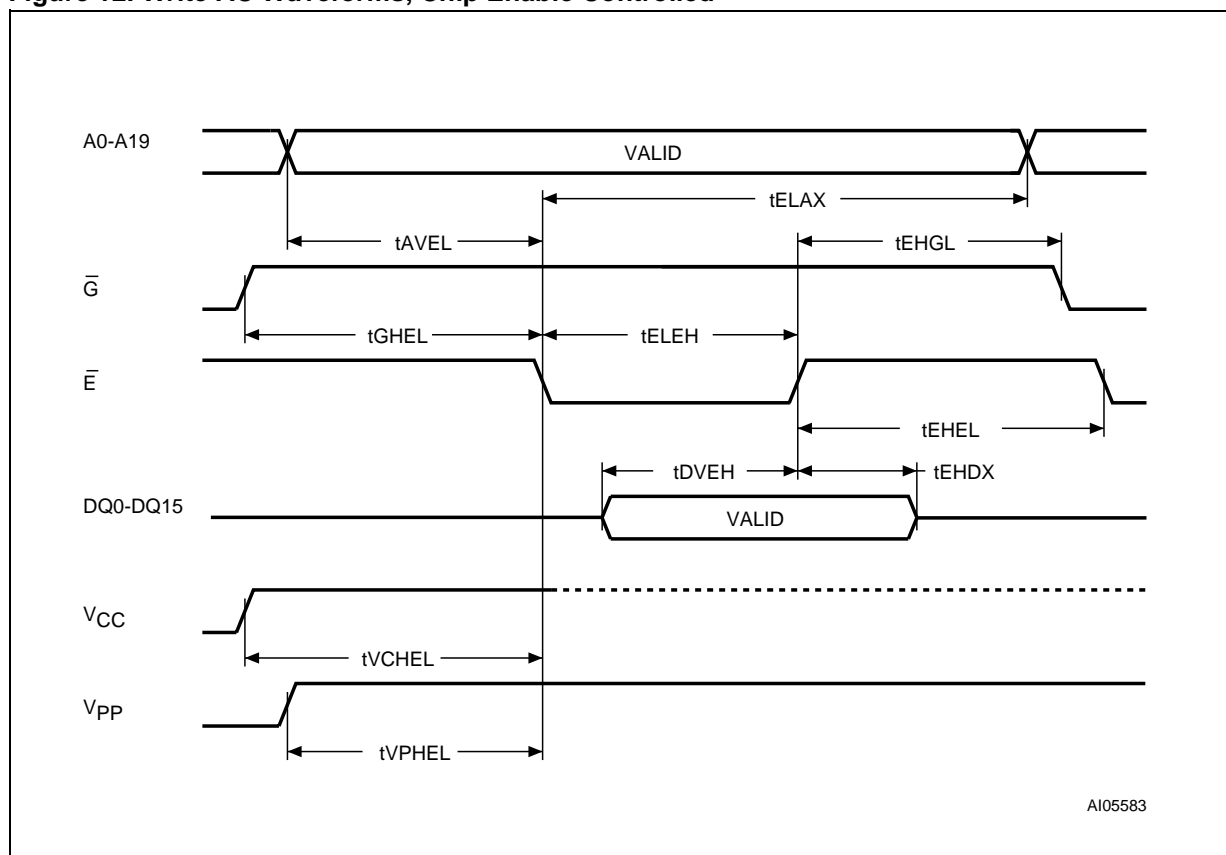 A0-A19
VALID
tELAX
tAVEL
tEHGL
G̅
tGHEL
tELEH
E̅
tEHEL
tDVEH
tEHDX
DQ0-DQ15
VALID
VCC
tVCHEL
VPP
tVPHEL
AI05583